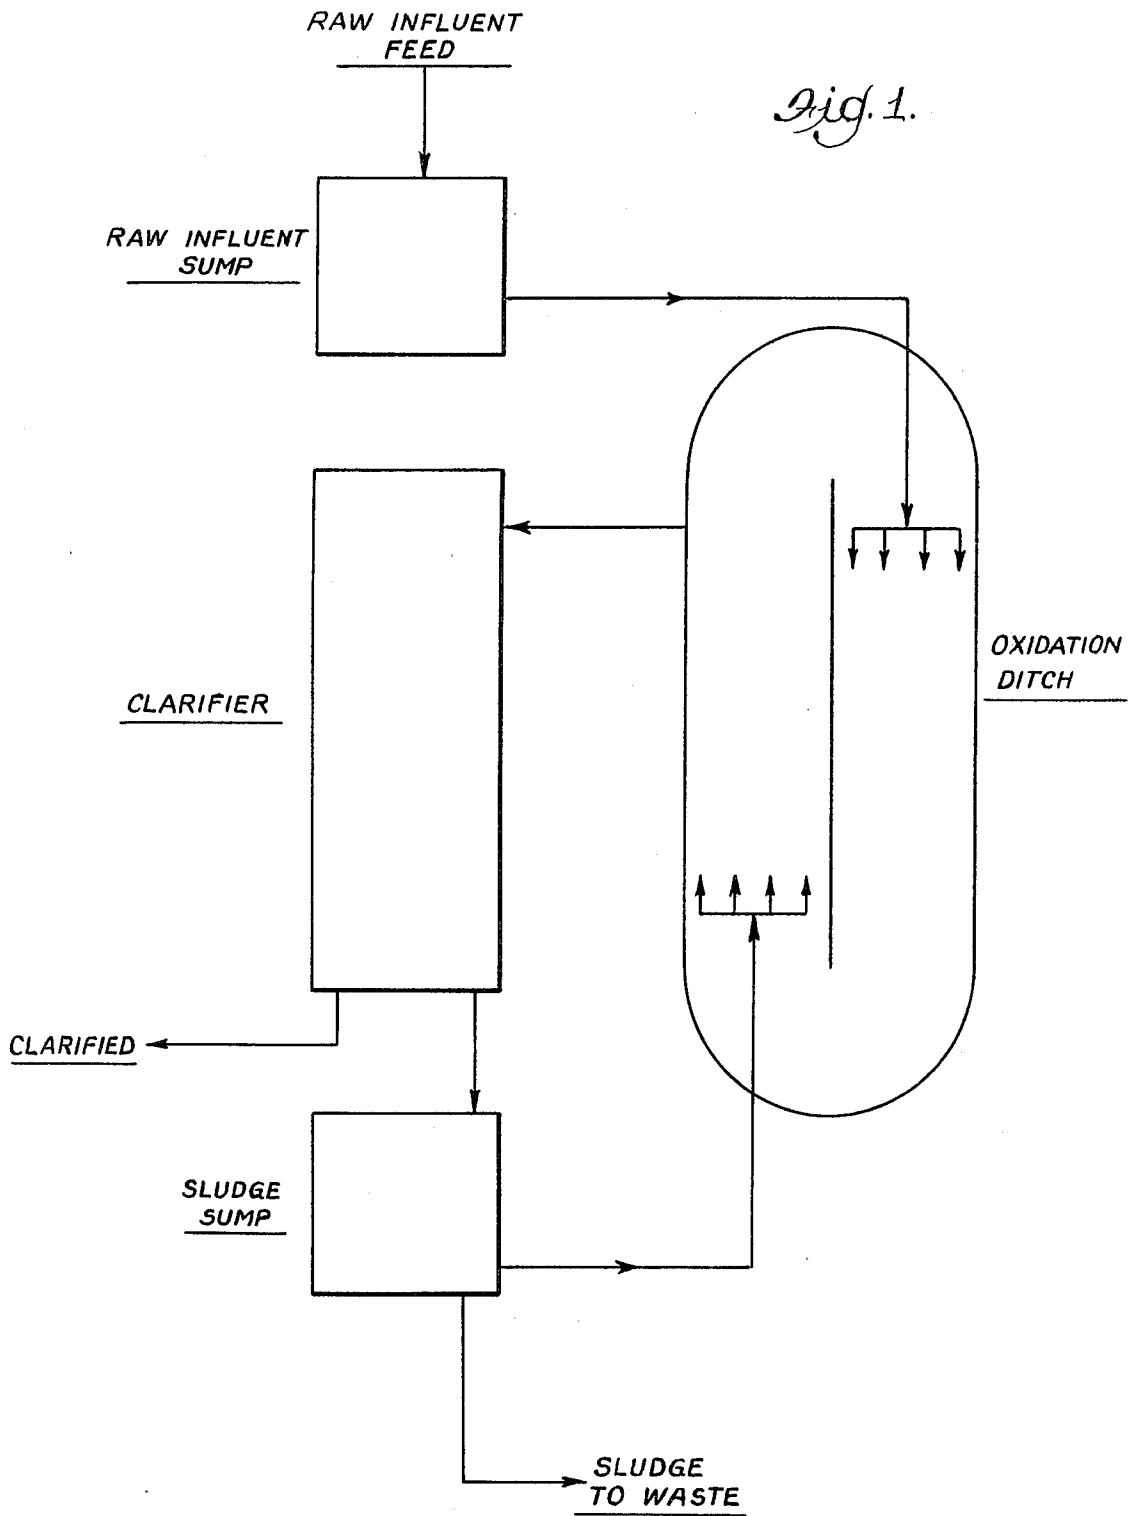 RAW INFLUENT
FEED
Fig. 1.
RAW INFLUENT
SUMP
OXIDATION
DITCH
CLARIFIER
CLARIFIED
SLUDGE
SUMP
SLUDGE
TO WASTE